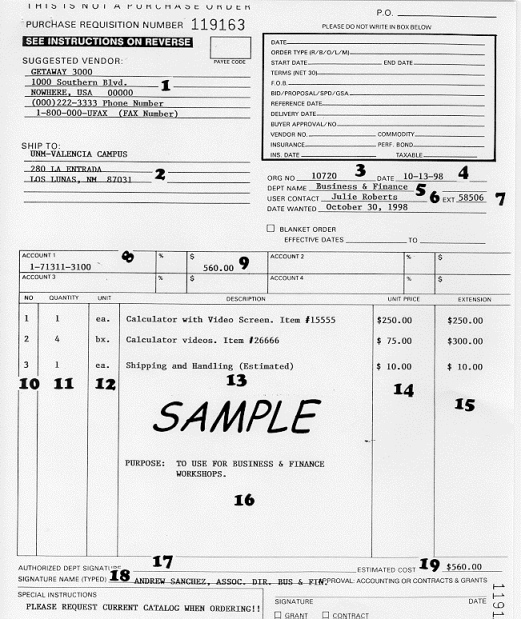 THIS IS NOT A PURCHASE ORDER
PURCHASE REQUISITION NUMBER 119163
P.O.
PLEASE DO NOT WRITE IN BOX BELOW
SEE INSTRUCTIONS ON REVERSE
PAYEE CODE
SUGGESTED VENDOR:
GETAWAY 3000
1000 Southern Blvd. 1
NOWHERE, USA 00000
(000)222-3333 Phone Number
1-800-000-UFAX (FAX Number)
DATE
ORDER TYPE (R/B/O/L/M)
START DATE END DATE
TERMS (NET 30)
F.O.B
BID/PROPOSAL/SPD/GSA
REFERENCE DATE
DELIVERY DATE
BUYER APPROVAL/NO.
VENDOR NO. COMMODITY
INSURANCE PERF. BOND
INS. DATE TAXABLE
SHIP TO:
UNM-VALENCIA CAMPUS
280 LA ENTRADA 2
LOS LUNAS, NM 87031
3 4
ORG NO 10720 DATE 10-13-98
DEPT NAME Business & Finance 5
USER CONTACT Julie Roberts 6 EXT 58506 7
DATE WANTED October 30, 1998
BLANKET ORDER
EFFECTIVE DATES TO
ACCOUNT 1 8 % $ 9 ACCOUNT 2 % $
1-71311-3100 560.00
ACCOUNT 3 % $ ACCOUNT 4 % $
NO QUANTITY UNIT DESCRIPTION UNIT PRICE EXTENSION
1 1 ea. Calculator with Video Screen. Item #15555 $250.00 $250.00
2 4 bx. Calculator videos. Item #26666 $ 75.00 $300.00
3 1 ea. Shipping and Handling (Estimated) $ 10.00 $ 10.00
10 11 12 13 14 15
SAMPLE
PURPOSE: TO USE FOR BUSINESS & FINANCE
WORKSHOPS.
16
17
AUTHORIZED DEPT SIGNATURE ESTIMATED COST 19 $560.00
SIGNATURE NAME (TYPED) 18 ANDREW SANCHEZ, ASSOC. DIR. BUS & FIN. APPROVAL: ACCOUNTING OR CONTRACTS & GRANTS
SPECIAL INSTRUCTIONS
PLEASE REQUEST CURRENT CATALOG WHEN ORDERING!!
SIGNATURE DATE
GRANT CONTRACT